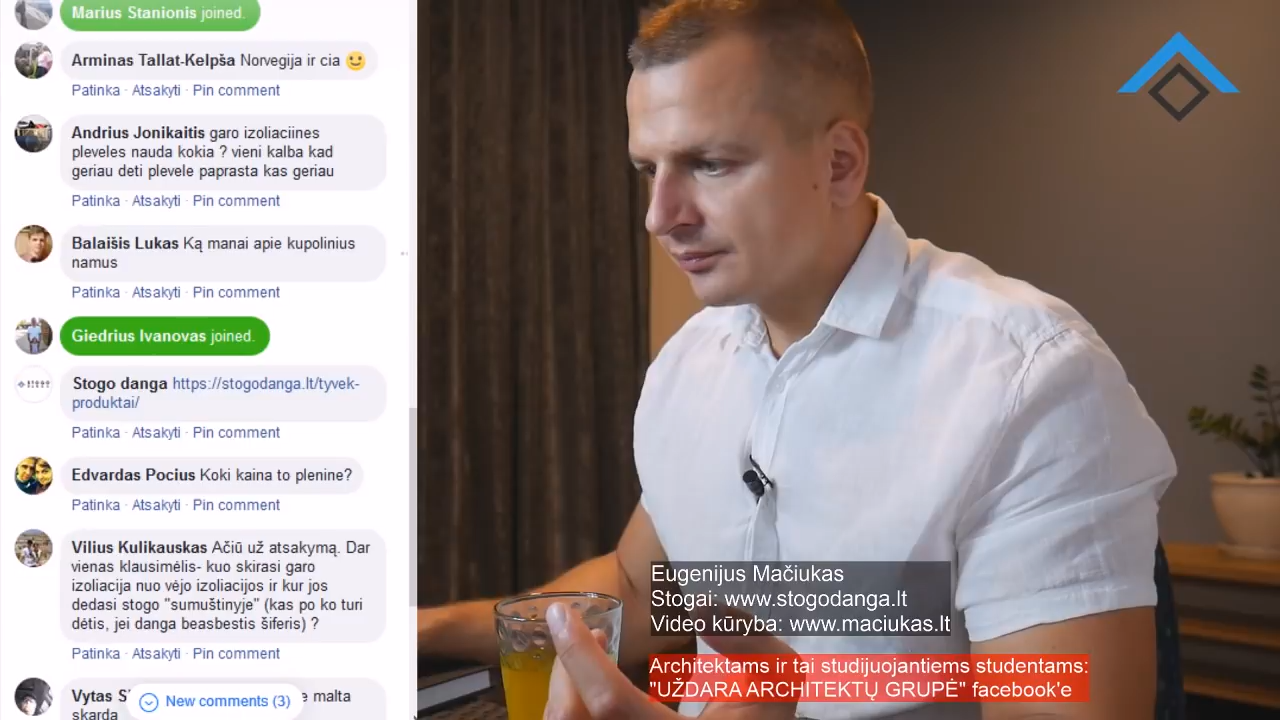 Marius Stanionis joined.
Arminas Tallat-Kelpša Norvegija ir cia
Patinka · Atsakyti · Pin comment
Andrius Jonikaitis garo izoliaciines
pleveles nauda kokia ? vieni kalba kad
geriau deti plevele paprasta kas geriau
Patinka · Atsakyti · Pin comment
Balaišis Lukas Ką manai apie kupolinius
namus
Patinka · Atsakyti · Pin comment
Giedrius Ivanovas joined.
Stogo danga https://stogodanga.lt/tyvek-
produktai/
Patinka · Atsakyti · Pin comment
Edvardas Pocius Koki kaina to plenine?
Patinka · Atsakyti · Pin comment
Vilius Kulikauskas Ačiū už atsakymą. Dar
vienas klausimėlis- kuo skirasi garo
izoliacija nuo vėjo izoliacijos ir kur jos
dedasi stogo "sumuštinyje" (kas po ko turi
dėtis, jei danga beasbestis šiferis) ?
Patinka · Atsakyti · Pin comment
Vytas malta
skarda
New comments (3)
Eugenijus Mačiukas
Stogai: www.stogodanga.lt
Video kūryba: www.maciukas.lt
Architektams ir tai studijuojantiems studentams:
"UŽDARA ARCHITEKTŲ GRUPĖ" facebook'e